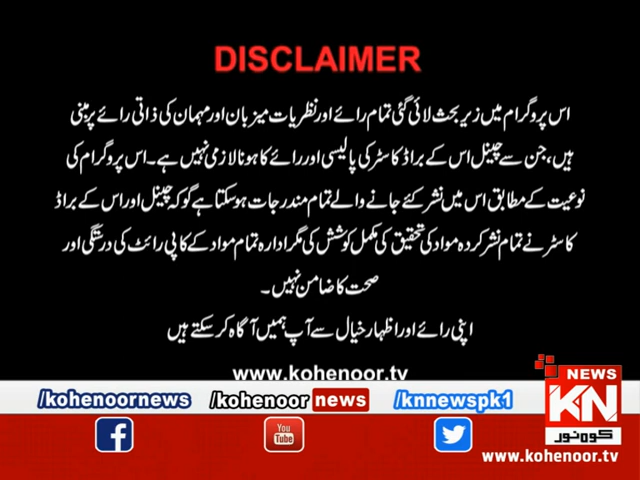 DISCLAIMER
اس پروگرام میں زیر بحث لائی گئی تمام رائے اور نظریات میزبان اور مہمان کی ذاتی رائے پر مبنی
ہیں، جن سے چینل اس کے براڈ کاسٹر کی پالیسی اور رائے کا ہونا لازمی نہیں ہے۔ اس پروگرام کی
نوعیت کے مطابق اس میں نشر کئے جانے والے تمام مندرجات ہو سکتا ہے گو کہ چینل اور اس کے براڈ
کاسٹر نے تمام نشر کردہ مواد کی تحقیق کی مکمل کوشش کی مگر ادارہ تمام مواد کے کاپی رائٹ کی درستگی اور
صحت کا ضامن نہیں۔
اپنی رائے اور اظہار خیال سے آپ ہمیں آگاہ کر سکتے ہیں
www.kohenoor.tv
/kohenoornews /kohenoor news /knnewspk1
You Tube
NEWS
KN
کوہ نور
www.kohenoor.tv